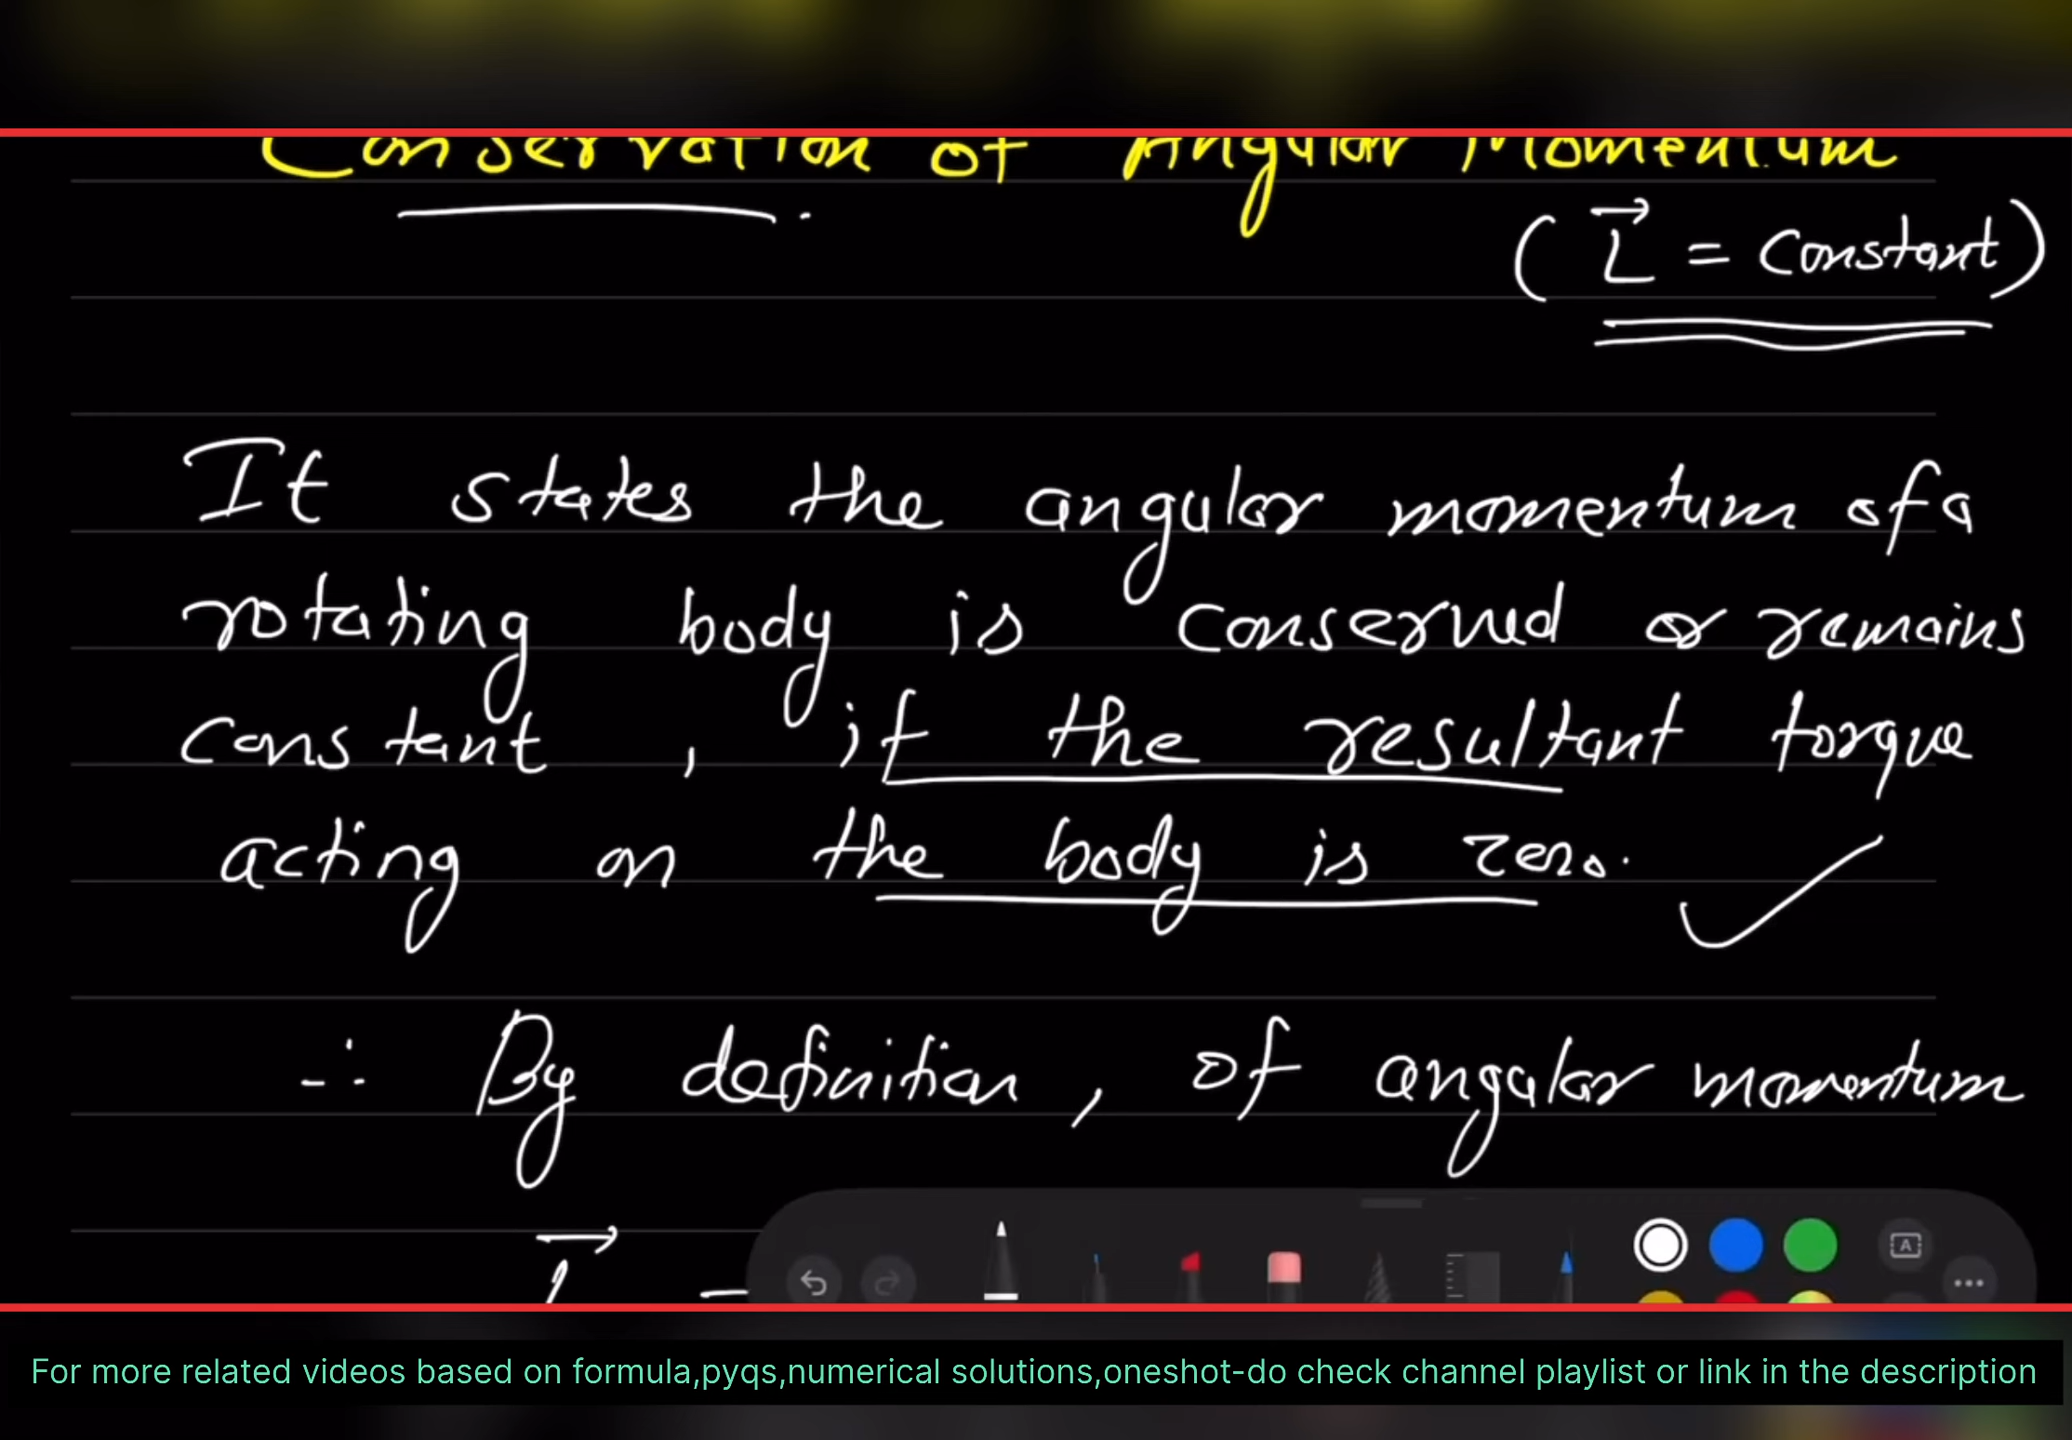 Conservation of Angular Momentum
( L⃗ = Constant )
It states the angular momentum of a
rotating body is conserved or remains
constant , if the resultant torque
acting on the body is zero.
∴ By definition , of angular momentum
L⃗ =
A
For more related videos based on formula,pyqs,numerical solutions,oneshot-do check channel playlist or link in the description